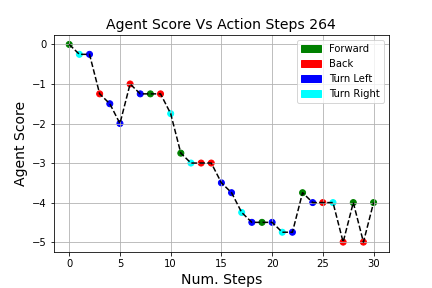 Agent Score Vs Action Steps 264
Forward
Back
Turn Left
Turn Right
Agent Score
0
−1
−2
−3
−4
−5
0 5 10 15 20 25 30
Num. Steps